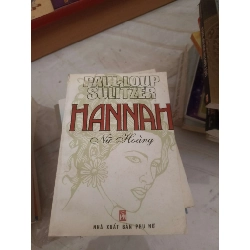 PAUL-LOUP
SULITZER
HANNAH
Nữ Hoàng
NHÀ XUẤT BẢN PHỤ NỮ